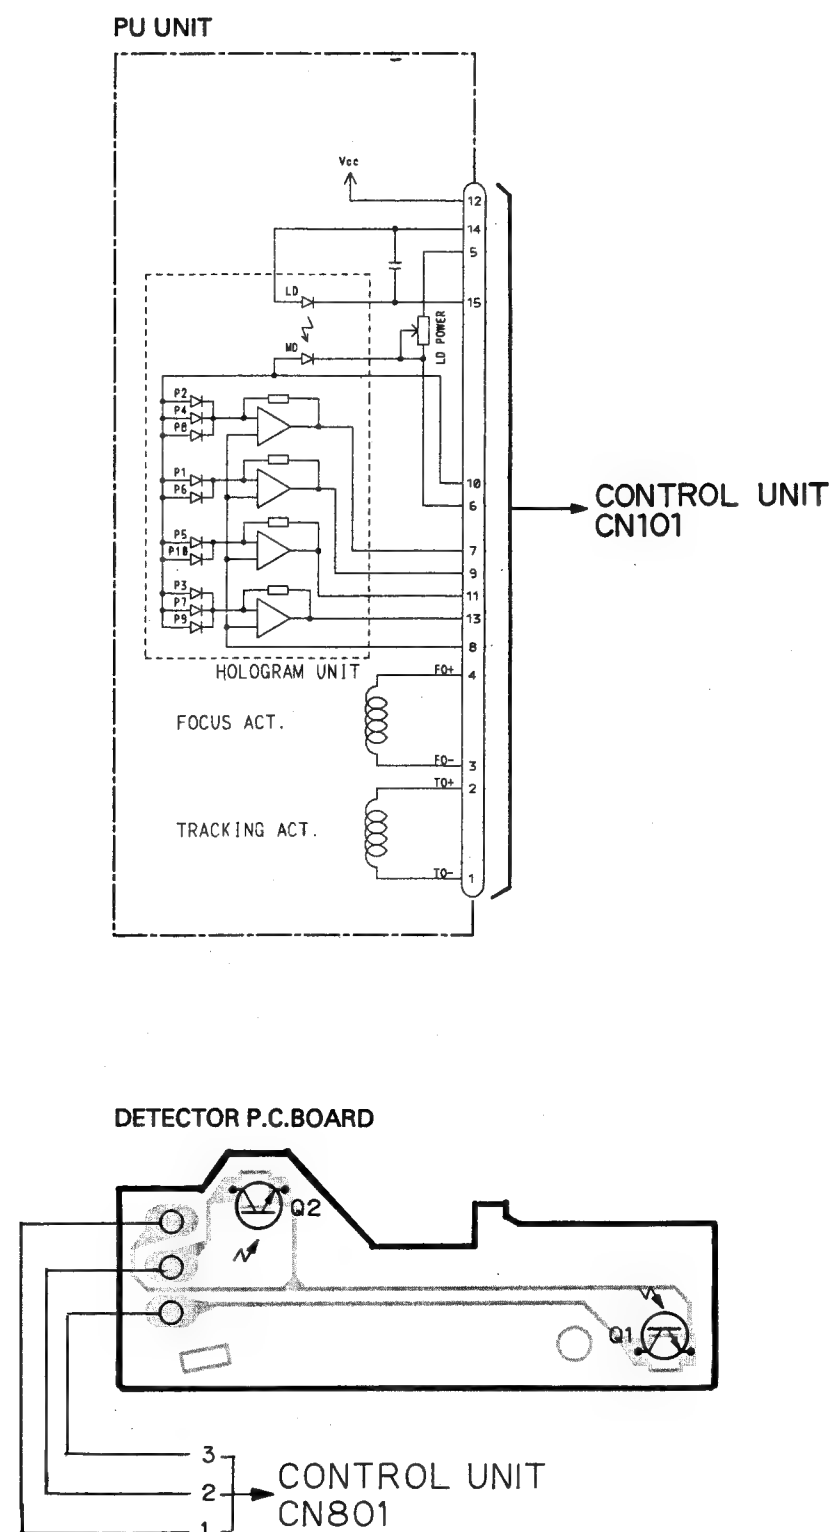 PU UNIT
Vcc
12
14
5
LD
15
LD POWER
MD
P2
P4
P8
P1
P6
10
6
CONTROL UNIT
CN101
P5
P10
7
9
P3
11
P7
13
P9
8
HOLOGRAM UNIT
FO+
4
FOCUS ACT.
FO-
3
TO+
2
TRACKING ACT.
TO-
1
DETECTOR P.C.BOARD
Q2
Q1
3
2
1
CONTROL UNIT
CN801